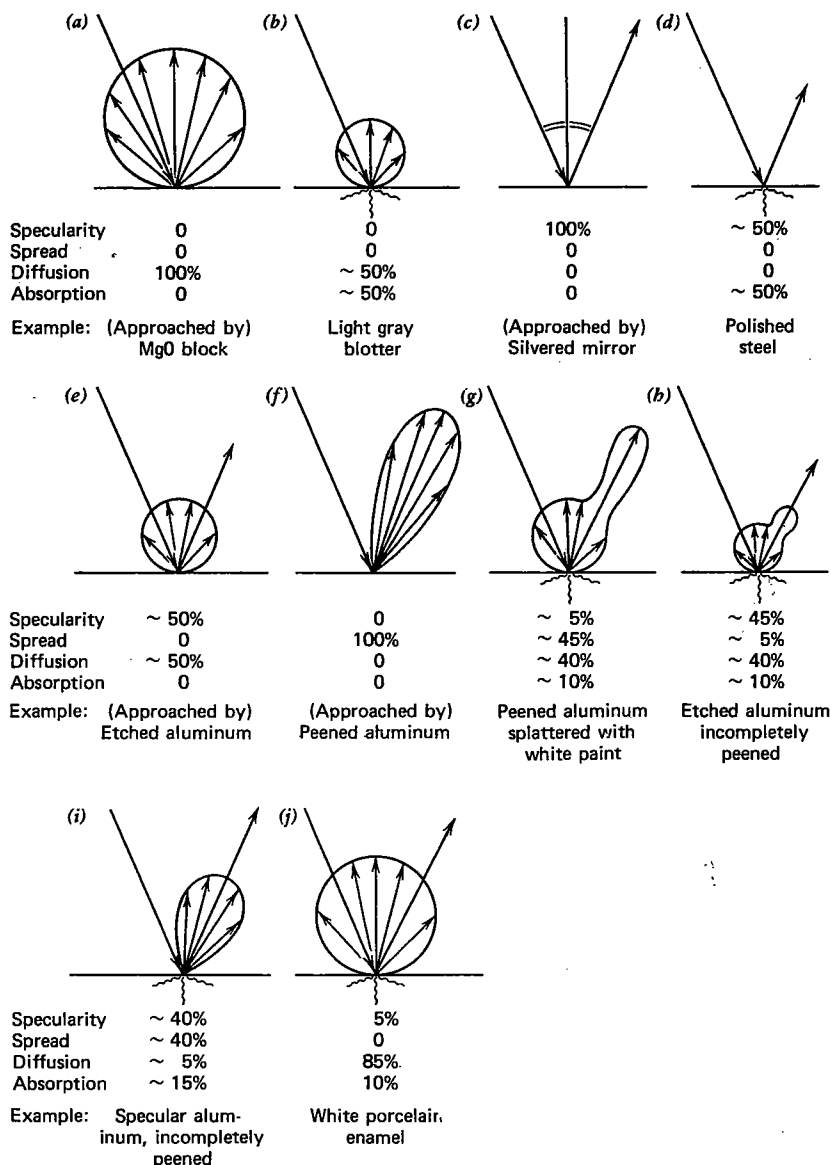 (a) (b) (c) (d)
Specularity 0 0 100% ~ 50%
Spread 0 0 0 0
Diffusion 100% ~ 50% 0 0
Absorption 0 ~ 50% 0 ~ 50%
Example: (Approached by) Light gray (Approached by) Polished
MgO block blotter Silvered mirror steel
(e) (f) (g) (h)
Specularity ~ 50% 0 ~ 5% ~ 45%
Spread 0 100% ~ 45% ~ 5%
Diffusion ~ 50% 0 ~ 40% ~ 40%
Absorption 0 0 ~ 10% ~ 10%
Example: (Approached by) (Approached by) Peened aluminum Etched aluminum
Etched aluminum Peened aluminum splattered with incompletely
white paint peened
(i) (j)
Specularity ~ 40% 5%
Spread ~ 40% 0
Diffusion ~ 5% 85%
Absorption ~ 15% 10%
Example: Specular alum- White porcelain
inum, incompletely enamel
peened